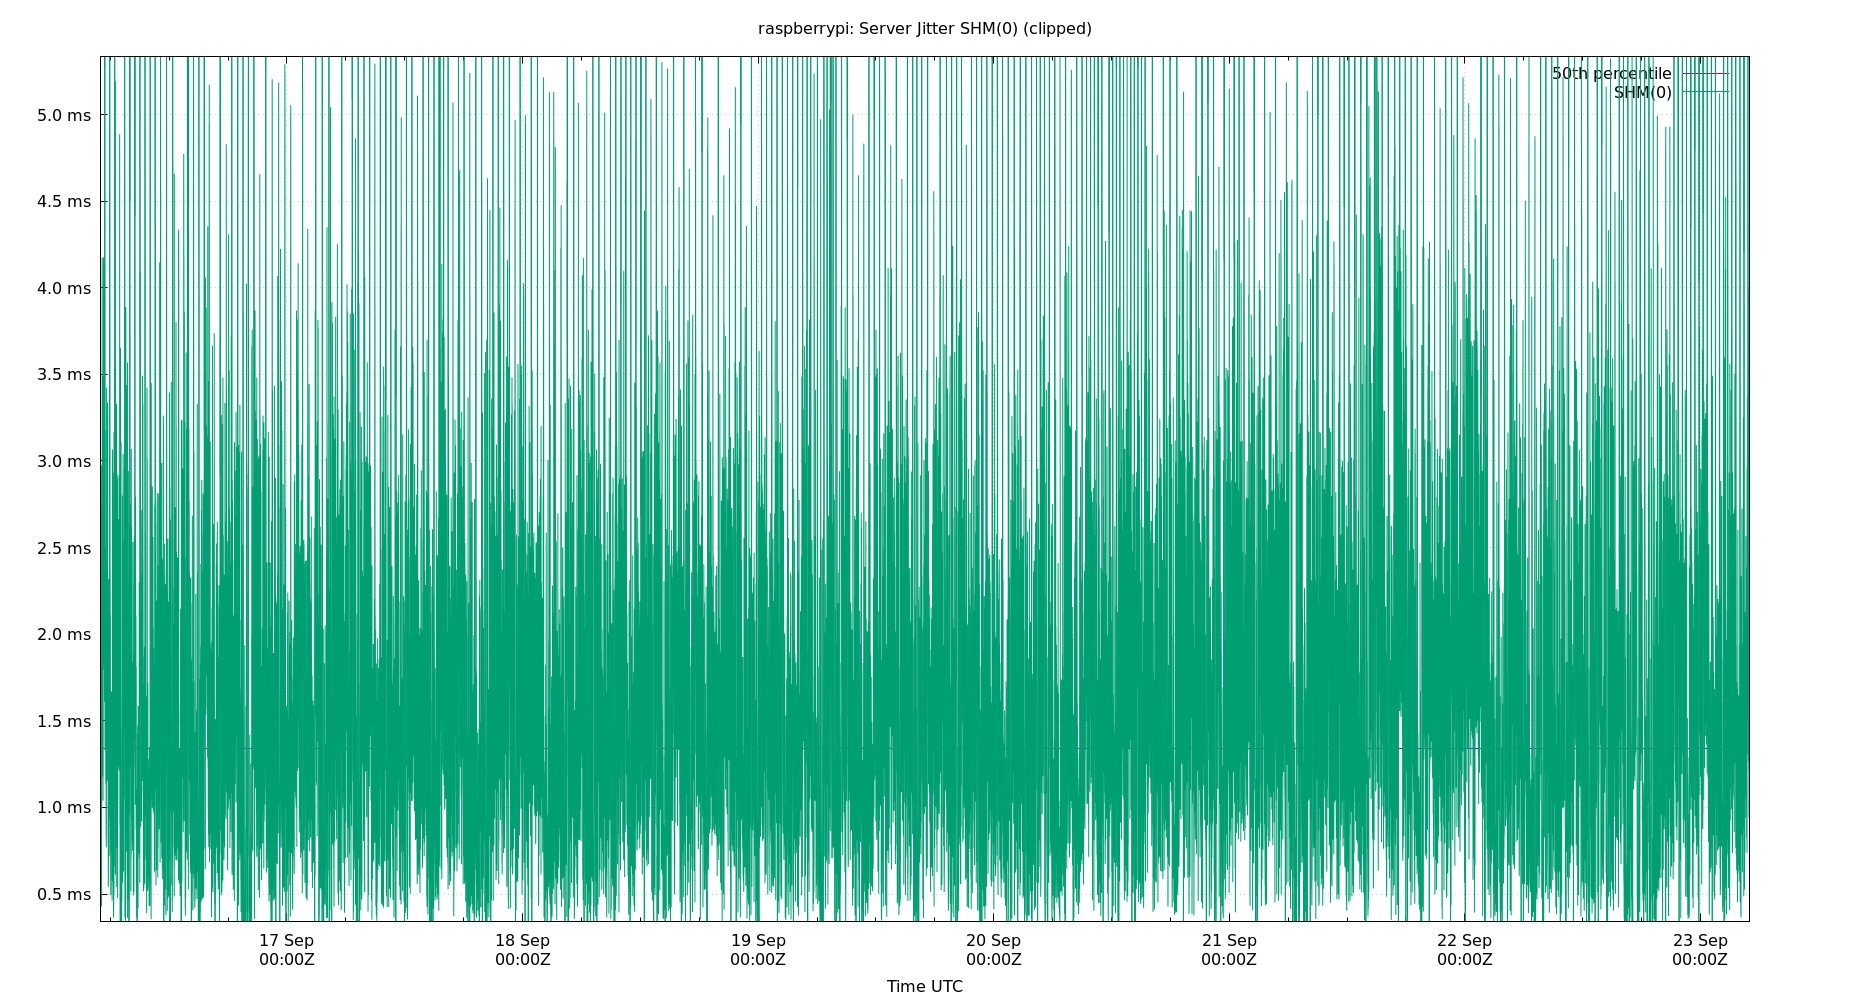 raspberrypi: Server Jitter SHM(0) (clipped)
50th percentile
SHM(0)
5.0 ms
4.5 ms
4.0 ms
3.5 ms
3.0 ms
2.5 ms
2.0 ms
1.5 ms
1.0 ms
0.5 ms
17 Sep 18 Sep 19 Sep 20 Sep 21 Sep 22 Sep 23 Sep
00:00Z 00:00Z 00:00Z 00:00Z 00:00Z 00:00Z 00:00Z
Time UTC